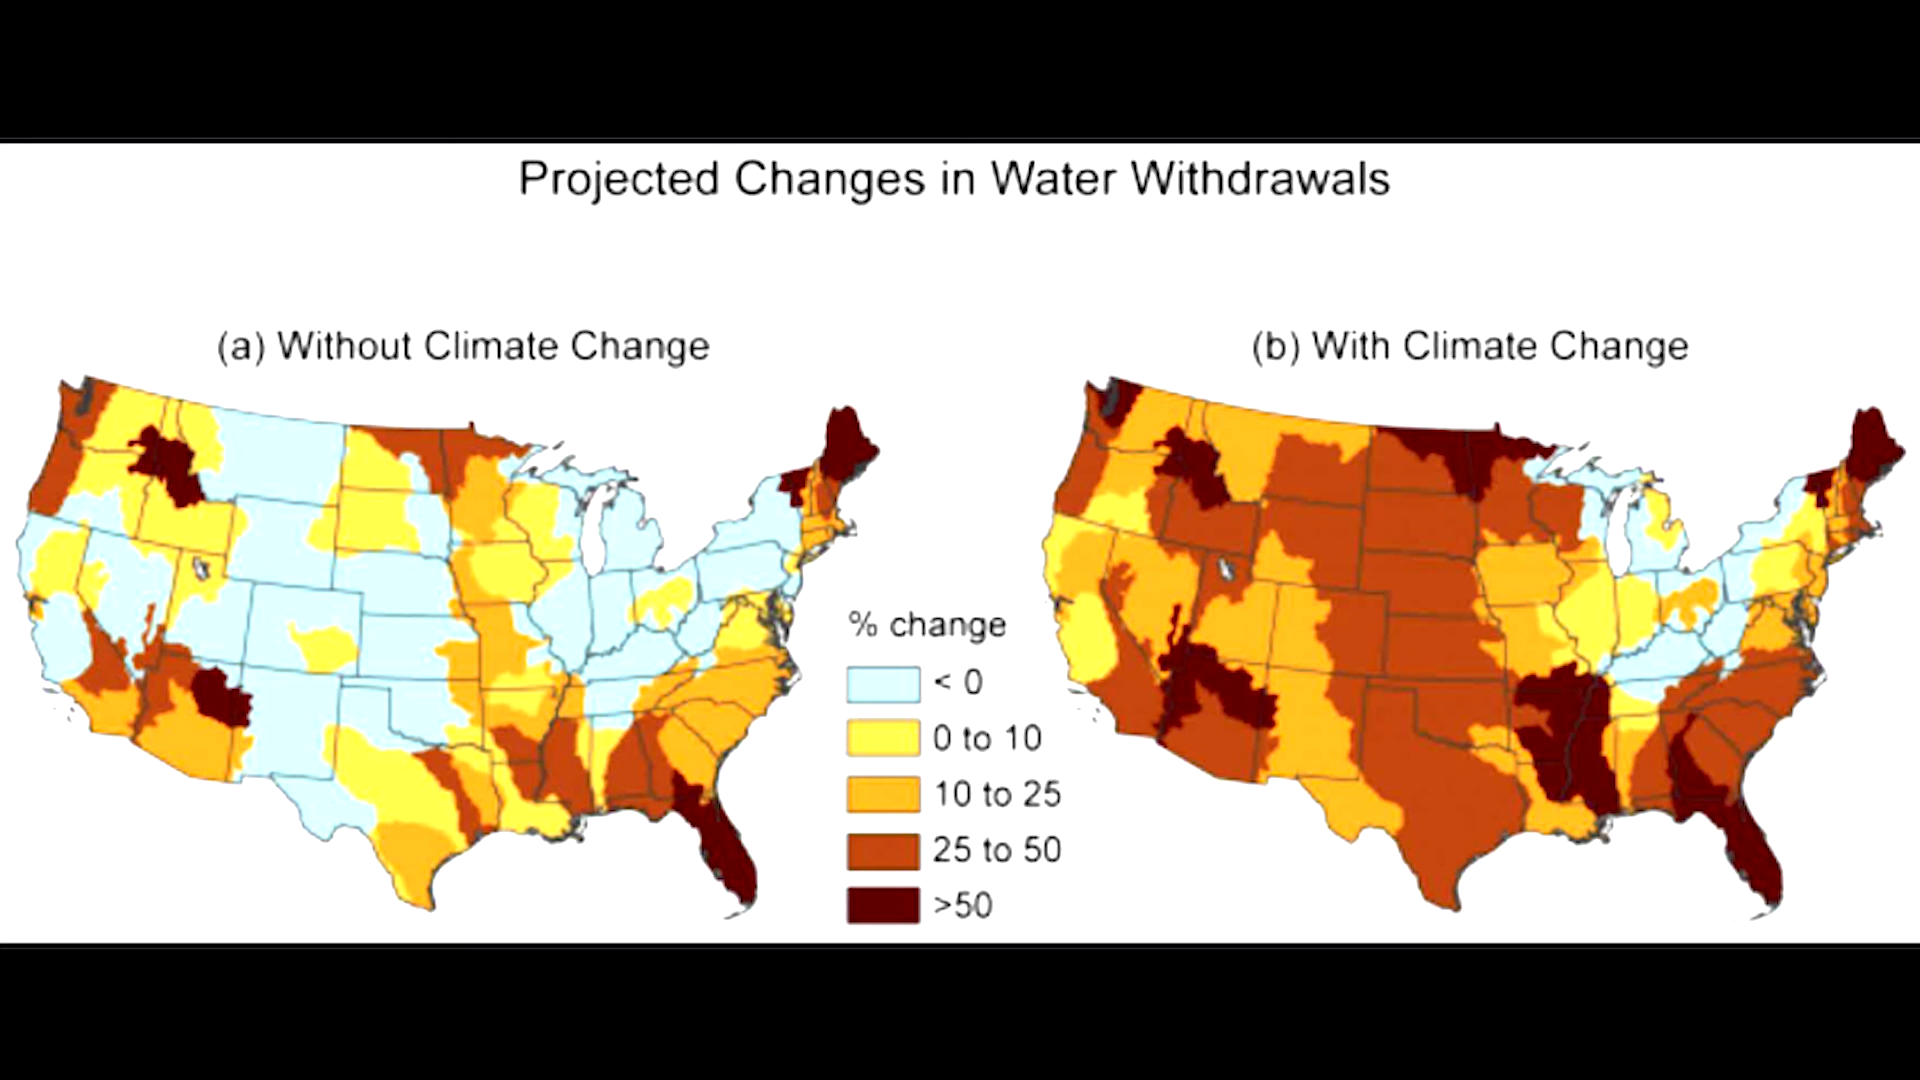 Projected Changes in Water Withdrawals
(a) Without Climate Change
(b) With Climate Change
% change
< 0
0 to 10
10 to 25
25 to 50
>50